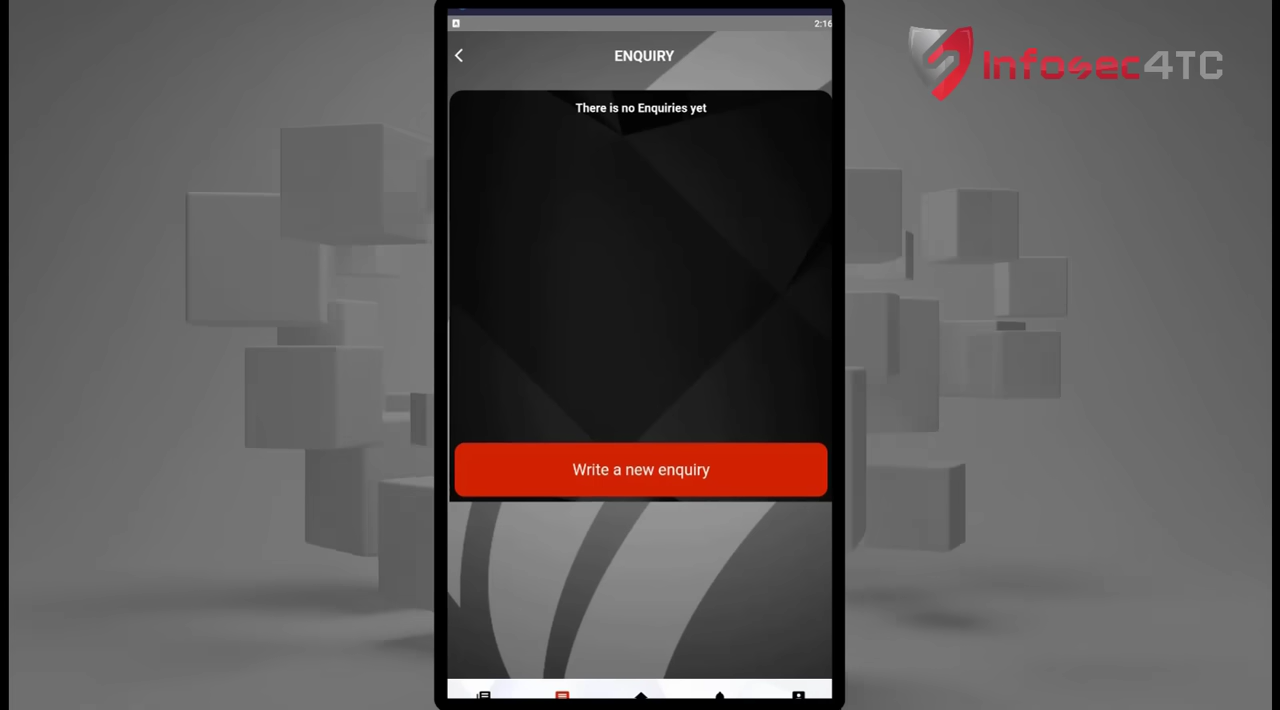 2:16
ENQUIRY
Infosec4TC
There is no Enquiries yet
Write a new enquiry